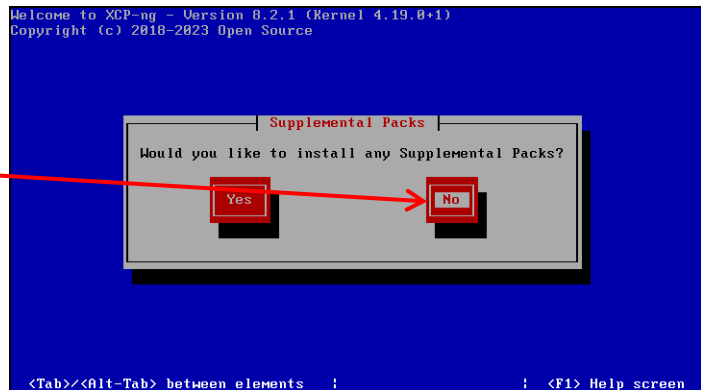 Welcome to XCP-ng - Version 8.2.1 (Kernel 4.19.0+1)
Copyright (c) 2018-2023 Open Source
Supplemental Packs
Would you like to install any Supplemental Packs?
Yes No
<Tab>/<Alt-Tab> between elements ¦ ¦ <F1> Help screen